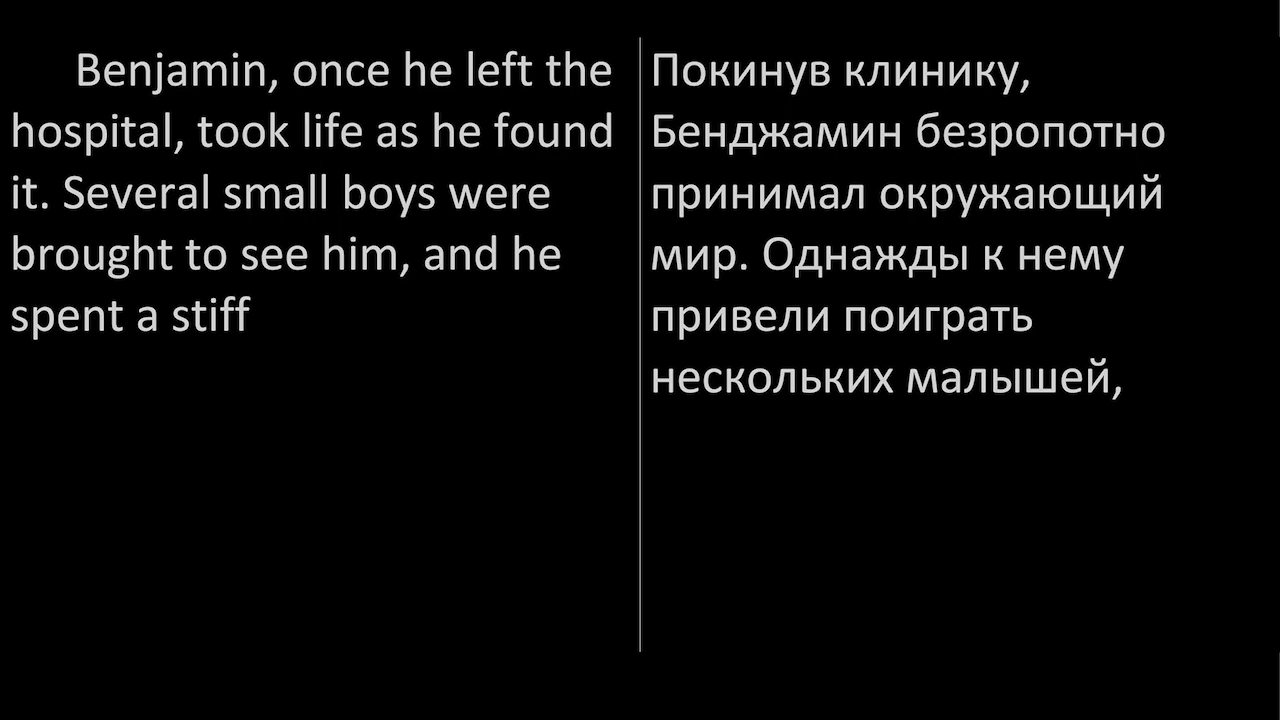 Benjamin, once he left the
hospital, took life as he found
it. Several small boys were
brought to see him, and he
spent a stiff
Покинув клинику,
Бенджамин безропотно
принимал окружающий
мир. Однажды к нему
привели поиграть
нескольких малышей,